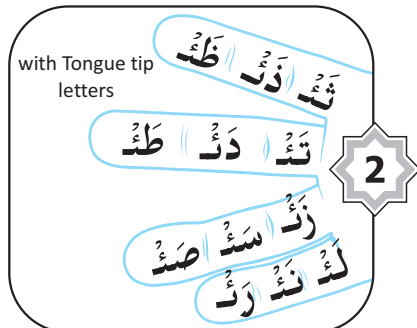 with Tongue tip
letters
ثَئْـ ذَئْـ ظَئْـ
تَئْـ دَئْـ طَئْـ
2
زَئْـ سَئْـ صَئْـ
لَئْـ نَئْـ رَئْـ